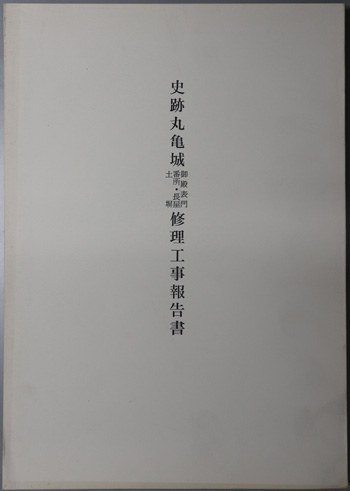 史跡丸亀城
御殿表門
番所・長屋
土塀
修理工事報告書